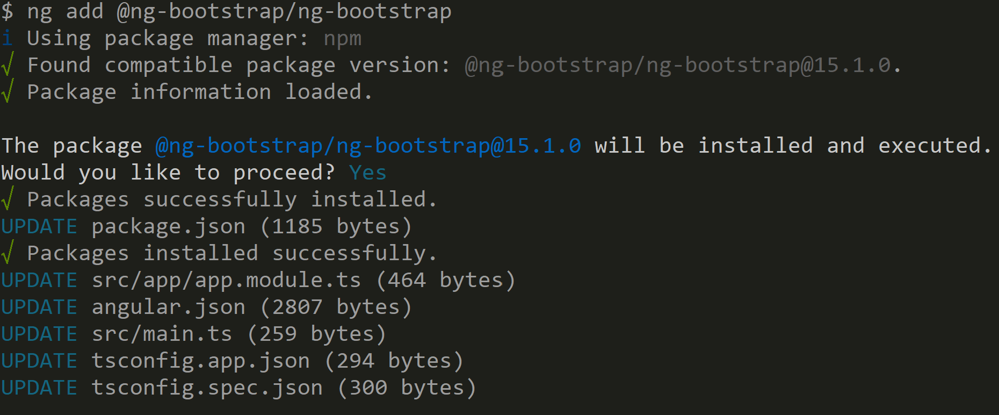 $ ng add @ng-bootstrap/ng-bootstrap
i Using package manager: npm
√ Found compatible package version: @ng-bootstrap/ng-bootstrap@15.1.0.
√ Package information loaded.
The package @ng-bootstrap/ng-bootstrap@15.1.0 will be installed and executed.
Would you like to proceed? Yes
√ Packages successfully installed.
UPDATE package.json (1185 bytes)
√ Packages installed successfully.
UPDATE src/app/app.module.ts (464 bytes)
UPDATE angular.json (2807 bytes)
UPDATE src/main.ts (259 bytes)
UPDATE tsconfig.app.json (294 bytes)
UPDATE tsconfig.spec.json (300 bytes)